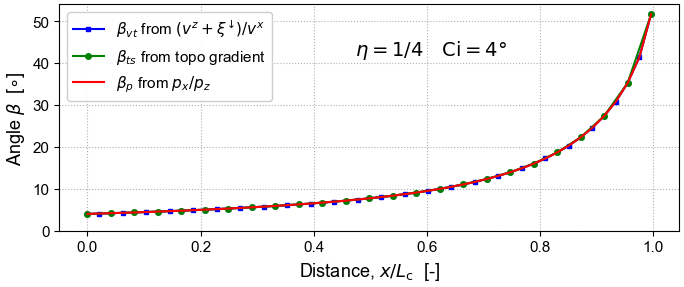 β_vt from (v^z + ξ^↓)/v^x
β_ts from topo gradient
β_p from p_x/p_z
η = 1/4   Ci = 4°
Angle β [∘]
50
40
30
20
10
0
0.0 0.2 0.4 0.6 0.8 1.0
Distance, x/L_c [-]